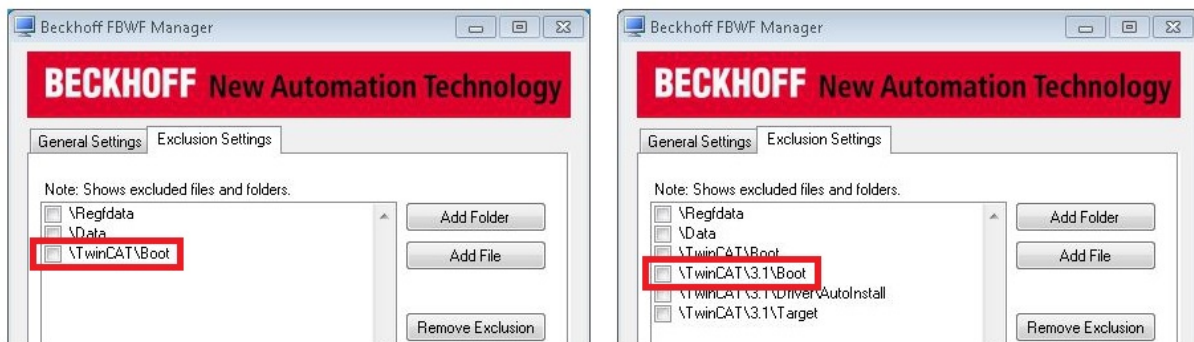 Beckhoff FBWF Manager
BECKHOFF New Automation Technology
General Settings
Exclusion Settings
Note: Shows excluded files and folders.
\Regfdata
\Data
\TwinCAT\Boot
Add Folder
Add File
Remove Exclusion
Beckhoff FBWF Manager
BECKHOFF New Automation Technology
General Settings
Exclusion Settings
Note: Shows excluded files and folders.
\Regfdata
\Data
\TwinCAT\Boot
\TwinCAT\3.1\Boot
\TwinCAT\3.1\Driver\AutoInstall
\TwinCAT\3.1\Target
Add Folder
Add File
Remove Exclusion